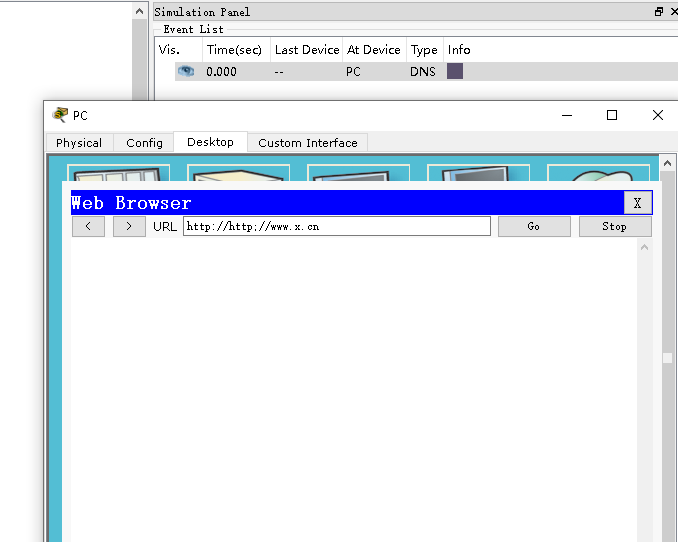 Simulation Panel
Event List
Vis. Time(sec) Last Device At Device Type Info
0.000 -- PC DNS
PC
Physical Config Desktop Custom Interface
Web Browser X
< > URL http://http;//www.x.cn Go Stop